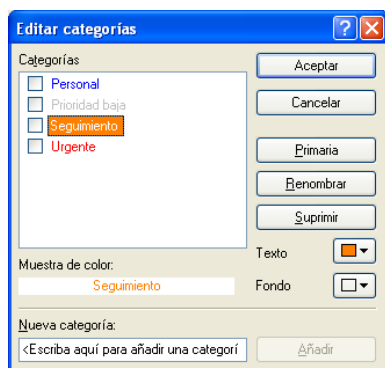 Editar categorías
Categorías
Personal
Prioridad baja
Seguimiento
Urgente
Aceptar
Cancelar
Primaria
Renombrar
Suprimir
Texto
Fondo
Muestra de color:
Seguimiento
Nueva categoría:
<Escriba aquí para añadir una categorí
Añadir